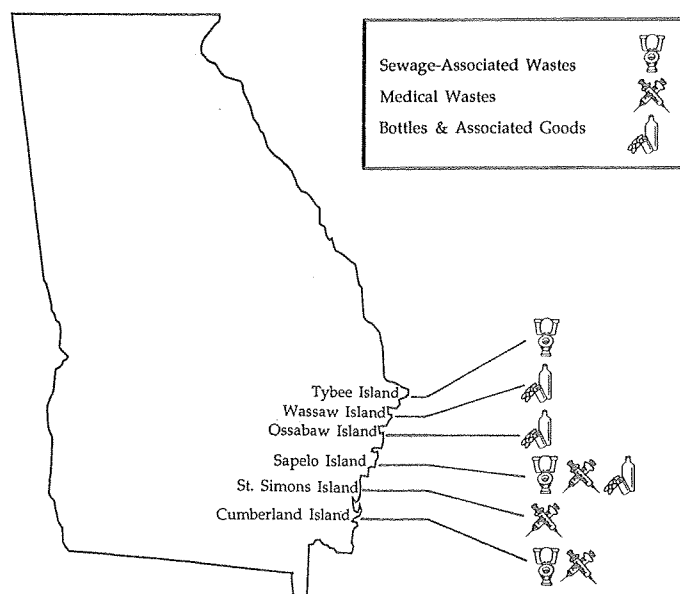 Sewage-Associated Wastes
Medical Wastes
Bottles & Associated Goods
Tybee Island
Wassaw Island
Ossabaw Island
Sapelo Island
St. Simons Island
Cumberland Island